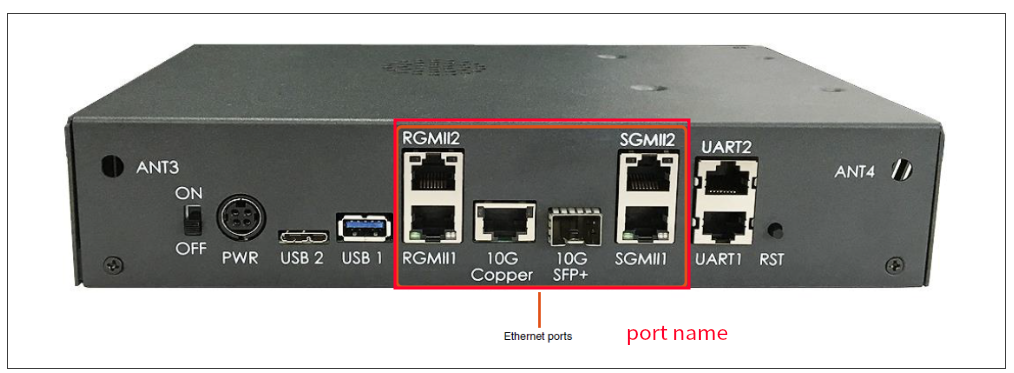 RGMII2
SGMII2
UART2
ANT3
ANT4
ON
OFF
PWR
USB 2
USB 1
RGMII1
10G
Copper
10G
SFP+
SGMII1
UART1
RST
Ethernet ports
port name